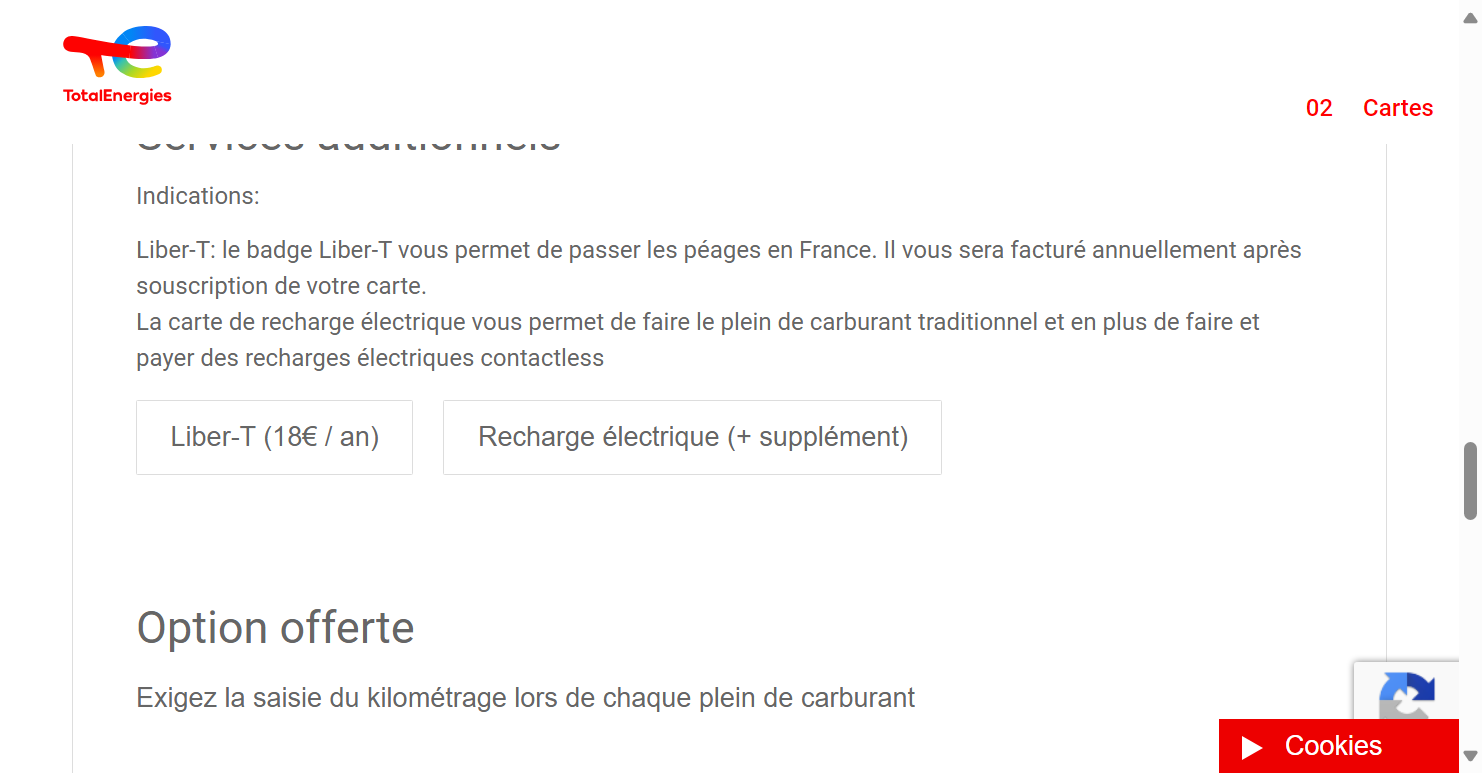 TotalEnergies
02 Cartes
Services additionnels
Indications:
Liber-T: le badge Liber-T vous permet de passer les péages en France. Il vous sera facturé annuellement après
souscription de votre carte.
La carte de recharge électrique vous permet de faire le plein de carburant traditionnel et en plus de faire et
payer des recharges électriques contactless
Liber-T (18€ / an) Recharge électrique (+ supplément)
Option offerte
Exigez la saisie du kilométrage lors de chaque plein de carburant
Cookies